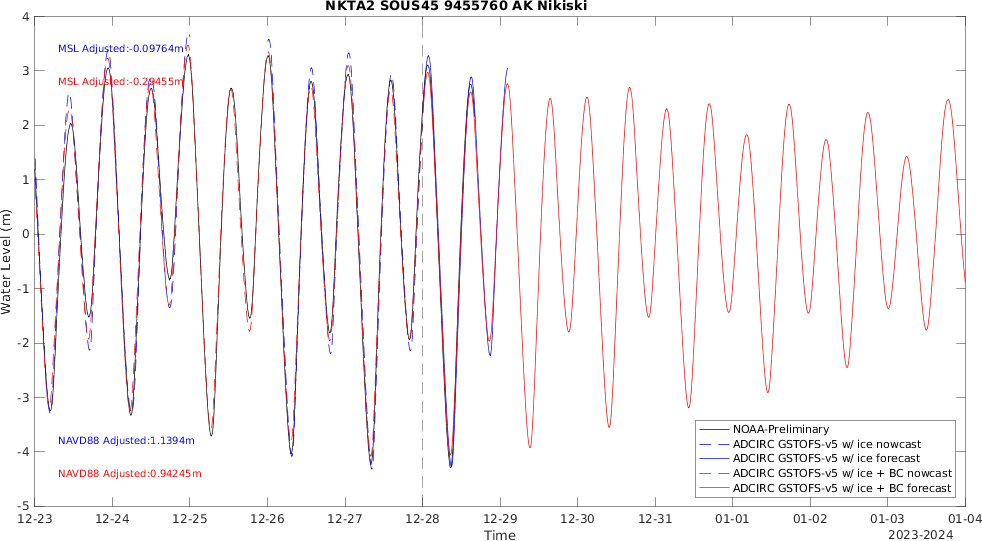 NKTA2 SOUS45 9455760 AK Nikiski
4
3
2
1
0
-1
-2
-3
-4
-5
Water Level (m)
MSL Adjusted:-0.09764m
MSL Adjusted:-0.29455m
NAVD88 Adjusted:1.1394m
NAVD88 Adjusted:0.94245m
NOAA-Preliminary
ADCIRC GSTOFS-v5 w/ ice nowcast
ADCIRC GSTOFS-v5 w/ ice forecast
ADCIRC GSTOFS-v5 w/ ice + BC nowcast
ADCIRC GSTOFS-v5 w/ ice + BC forecast
12-23 12-24 12-25 12-26 12-27 12-28 12-29 12-30 12-31 01-01 01-02 01-03 01-04
Time
2023-2024